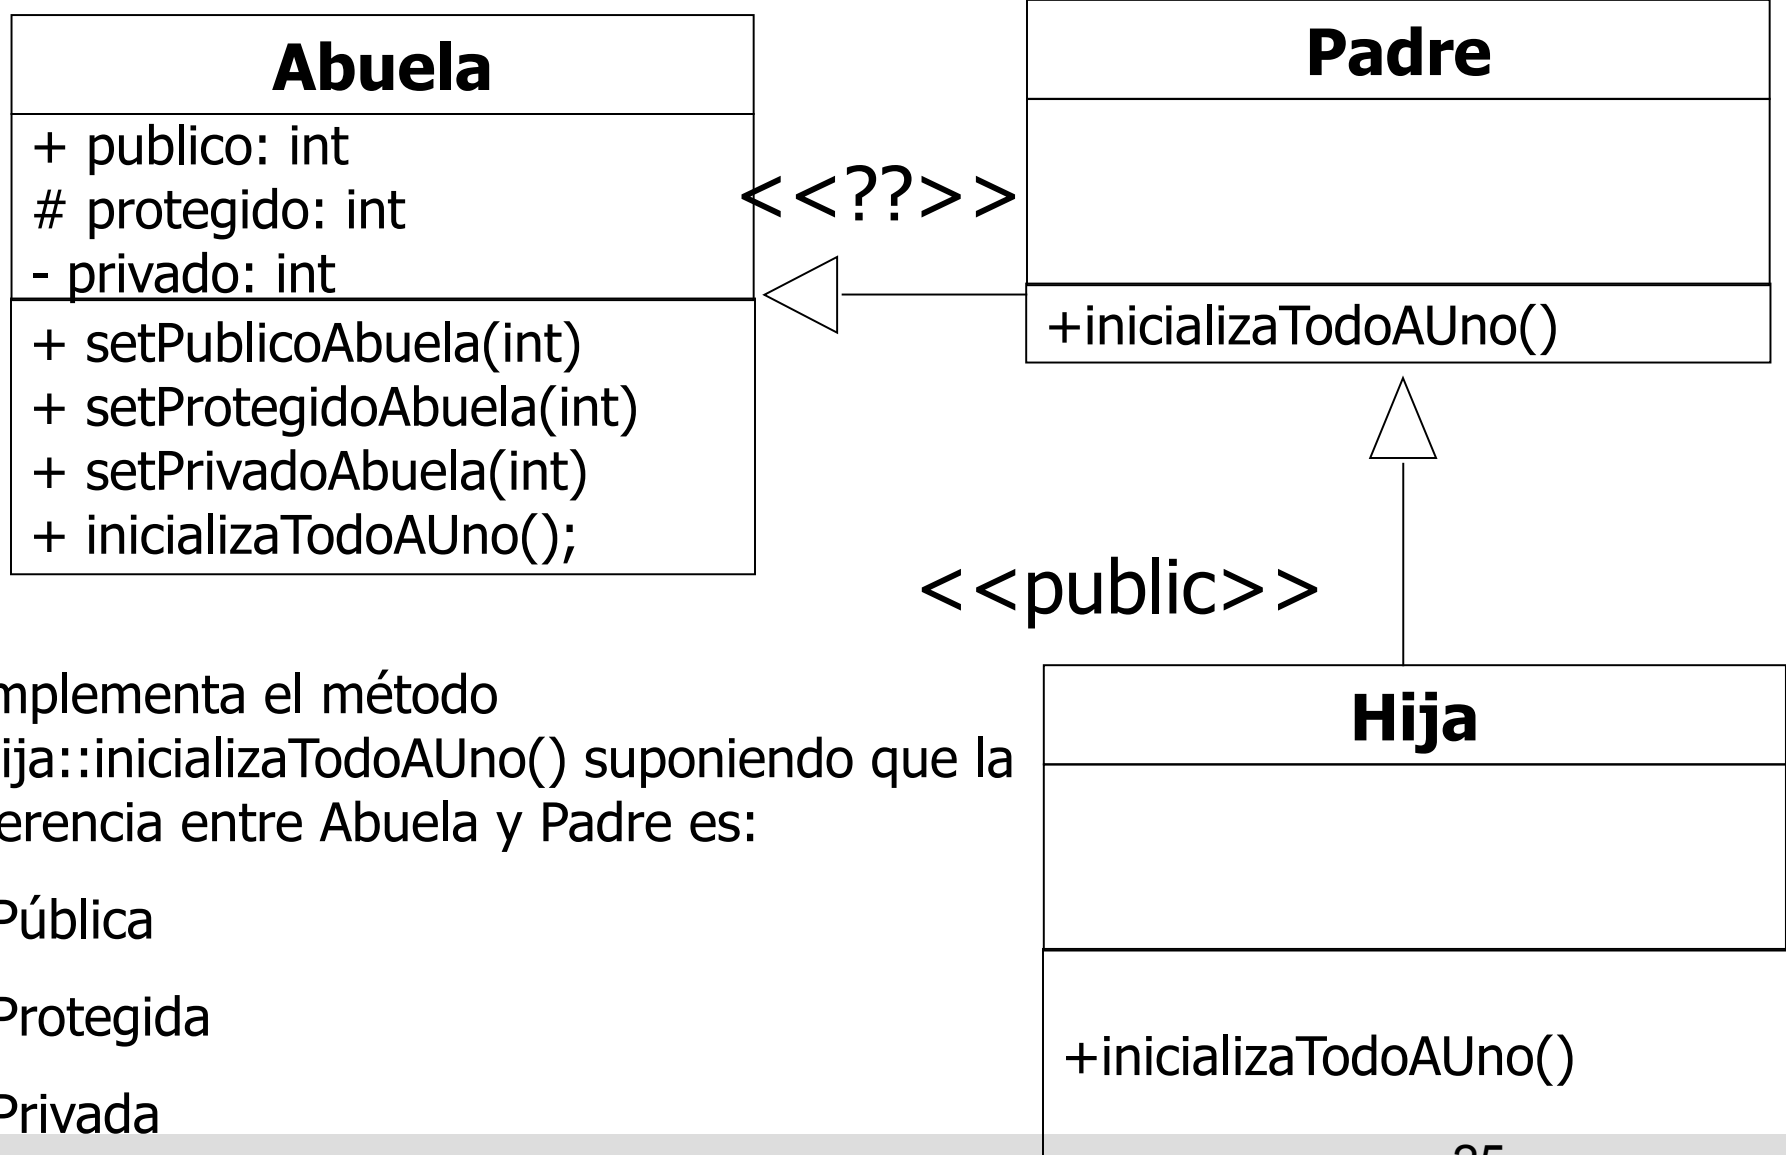 Abuela
+ publico: int
# protegido: int
- privado: int
+ setPublicoAbuela(int)
+ setProtegidoAbuela(int)
+ setPrivadoAbuela(int)
+ inicializaTodoAUno();
<<??>>
Padre
+inicializaTodoAUno()
<<public>>
mplementa el método
ija::inicializaTodoAUno() suponiendo que la
erencia entre Abuela y Padre es:
Pública
Protegida
Privada
Hija
+inicializaTodoAUno()